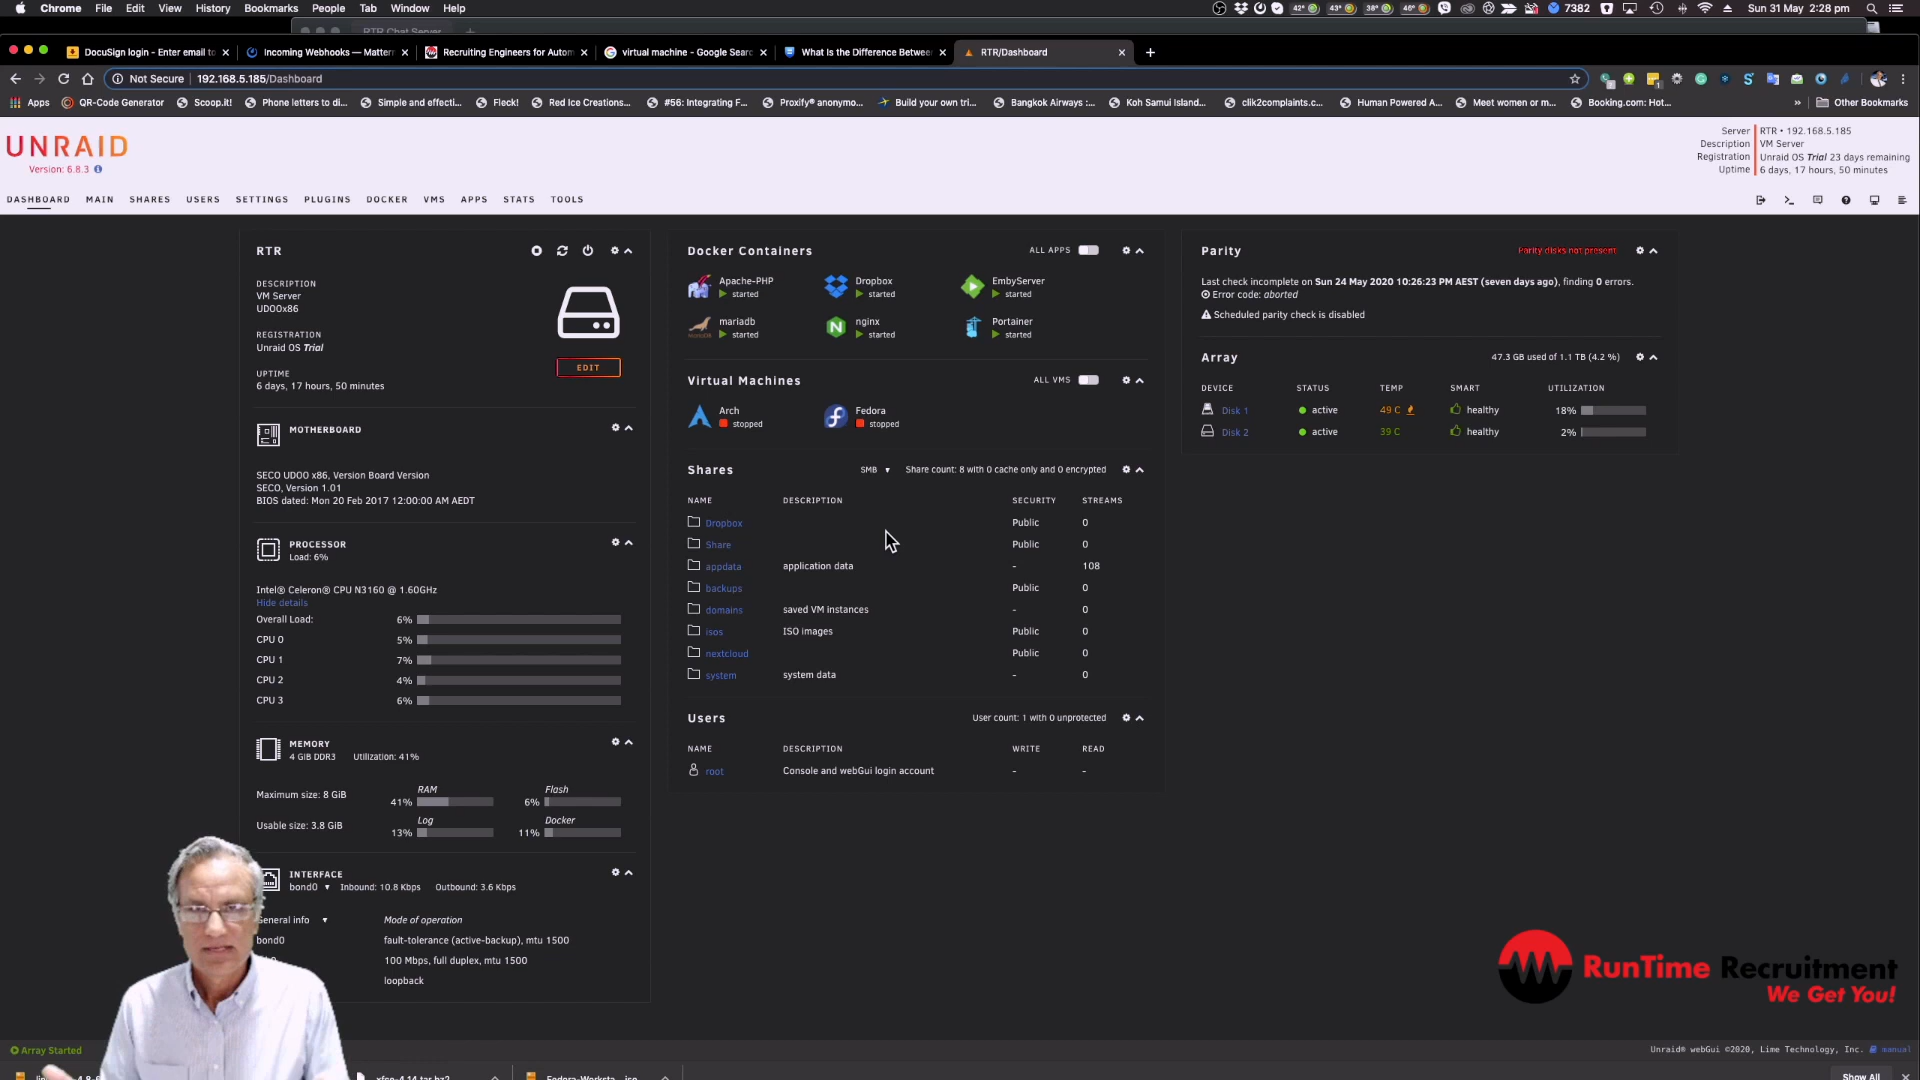 Chrome File Edit View History Bookmarks People Tab Window Help
42° 43° 38° 46° 7382 Sun 31 May 2:28 pm
RTR Chat Server
DocuSign login - Enter email to
Incoming Webhooks — Matterm
Recruiting Engineers for Autom
virtual machine - Google Searc
What Is the Difference Betwee
RTR/Dashboard
Not Secure 192.168.5.185/Dashboard
Apps QR-Code Generator Scoop.it! Phone letters to di... Simple and effecti... Fleck! Red Ice Creations... #56: Integrating F... Proxify® anonymo... Build your own tri... Bangkok Airways :... Koh Samui Island... clik2complaints.c... Human Powered A... Meet women or m... Booking.com: Hot... » Other Bookmarks
UNRAID
Version: 6.8.3
Server RTR • 192.168.5.185
Description VM Server
Registration Unraid OS Trial 23 days remaining
Uptime 6 days, 17 hours, 50 minutes
DASHBOARD MAIN SHARES USERS SETTINGS PLUGINS DOCKER VMS APPS STATS TOOLS
RTR
DESCRIPTION
VM Server
UDOOx86
REGISTRATION
Unraid OS Trial
UPTIME
6 days, 17 hours, 50 minutes
EDIT
MOTHERBOARD
SECO UDOO x86, Version Board Version
SECO, Version 1.01
BIOS dated: Mon 20 Feb 2017 12:00:00 AM AEDT
PROCESSOR
Load: 6%
Intel® Celeron® CPU N3160 @ 1.60GHz
Hide details
Overall Load: 6%
CPU 0 5%
CPU 1 7%
CPU 2 4%
CPU 3 6%
MEMORY
4 GiB DDR3 Utilization: 41%
RAM Flash
Maximum size: 8 GiB 41% 6%
Log Docker
Usable size: 3.8 GiB 13% 11%
INTERFACE
bond0 Inbound: 10.8 Kbps Outbound: 3.6 Kbps
General info Mode of operation
bond0 fault-tolerance (active-backup), mtu 1500
100 Mbps, full duplex, mtu 1500
loopback
Docker Containers ALL APPS
Apache-PHP Dropbox EmbyServer
started started started
mariadb nginx Portainer
started started started
Virtual Machines ALL VMS
Arch Fedora
stopped stopped
Shares SMB Share count: 8 with 0 cache only and 0 encrypted
NAME DESCRIPTION SECURITY STREAMS
Dropbox Public 0
Share Public 0
appdata application data - 108
backups Public 0
domains saved VM instances - 0
isos ISO images Public 0
nextcloud Public 0
system system data - 0
Users User count: 1 with 0 unprotected
NAME DESCRIPTION WRITE READ
root Console and webGui login account - -
Parity Parity disks not present
Last check incomplete on Sun 24 May 2020 10:26:23 PM AEST (seven days ago), finding 0 errors.
Error code: aborted
Scheduled parity check is disabled
Array 47.3 GB used of 1.1 TB (4.2 %)
DEVICE STATUS TEMP SMART UTILIZATION
Disk 1 active 49 C healthy 18%
Disk 2 active 39 C healthy 2%
RunTime Recruitment
We Get You!
Array Started
Unraid® webGui ©2020, Lime Technology, Inc. manual
xfce-4.14.tar.bz2 Fedora-Worksta...iso Show All